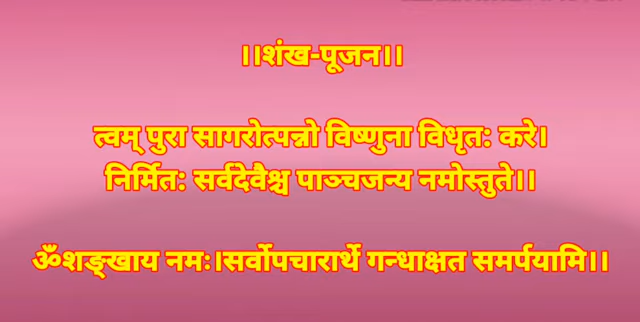 ।।शंख-पूजन।।
त्वम् पुरा सागरोत्पन्नो विष्णुना विधृतः करे।
निर्मितः सर्वदेवैश्च पाञ्चजन्य नमोस्तुते।।
ॐशङ्खाय नमः।सर्वोपचारार्थे गन्धाक्षत समर्पयामि।।